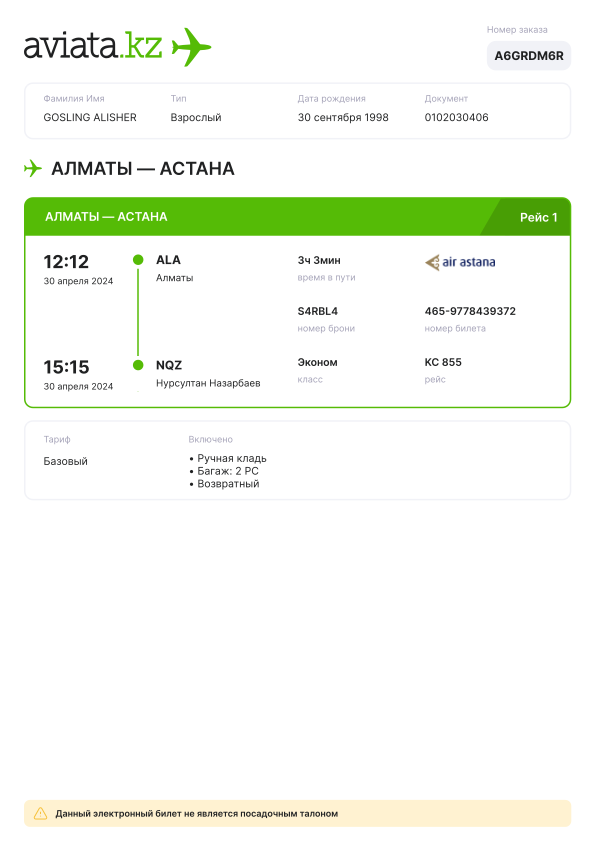 aviata.kz
Номер заказа
A6GRDM6R
Фамилия Имя
Тип
Дата рождения
Документ
GOSLING ALISHER
Взрослый
30 сентября 1998
0102030406
АЛМАТЫ — АСТАНА
АЛМАТЫ — АСТАНА
Рейс 1
12:12
30 апреля 2024
ALA
Алматы
3ч 3мин
время в пути
air astana
S4RBL4
номер брони
465-9778439372
номер билета
15:15
30 апреля 2024
NQZ
Нурсултан Назарбаев
Эконом
класс
KC 855
рейс
Тариф
Базовый
Включено
• Ручная кладь
• Багаж: 2 PC
• Возвратный
Данный электронный билет не является посадочным талоном